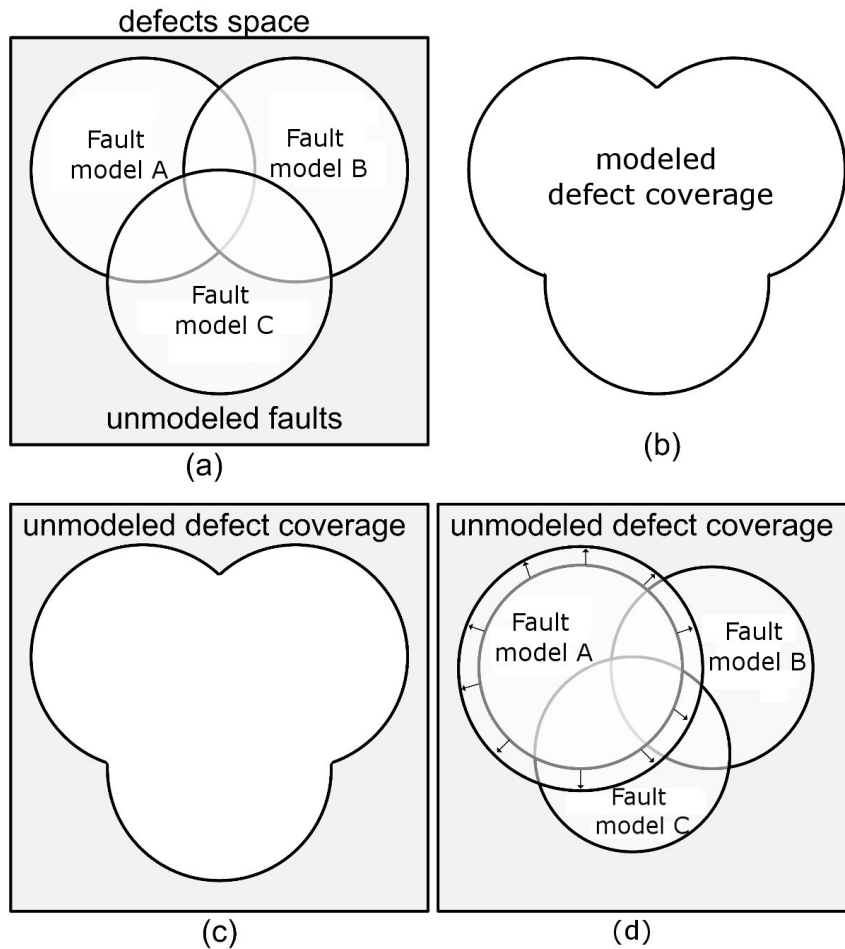 defects space
Fault
model A
Fault
model B
Fault
model C
unmodeled faults
(a)
modeled
defect coverage
(b)
unmodeled defect coverage
(c)
unmodeled defect coverage
Fault
model A
Fault
model B
Fault
model C
(d)